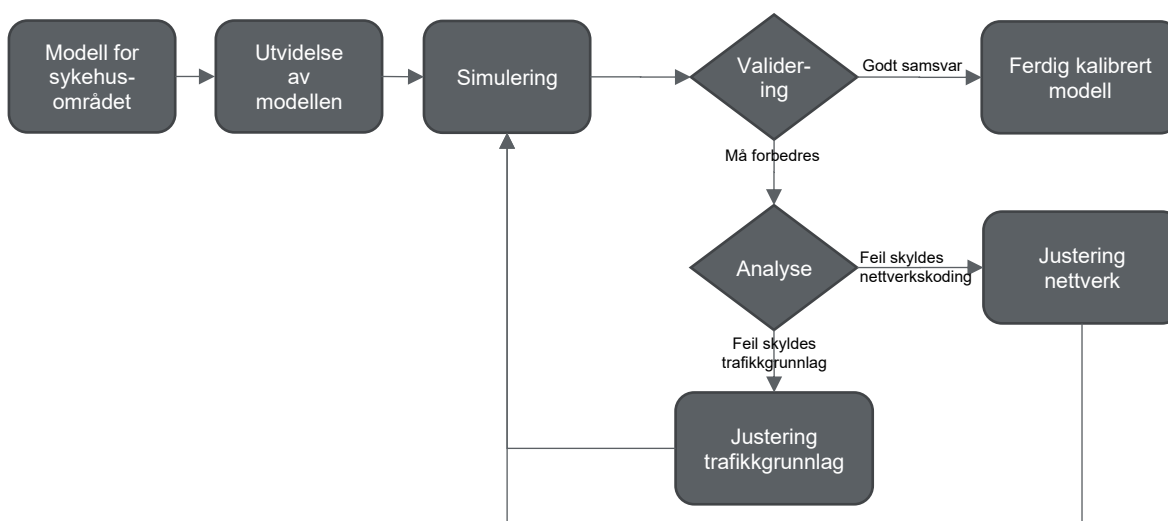 Modell for
sykehus-
området
Utvidelse
av
modellen
Simulering
Valider-
ing
Godt samsvar
Ferdig kalibrert
modell
Må forbedres
Analyse
Feil skyldes
nettverkskoding
Justering
nettverk
Feil skyldes
trafikkgrunnlag
Justering
trafikkgrunnlag